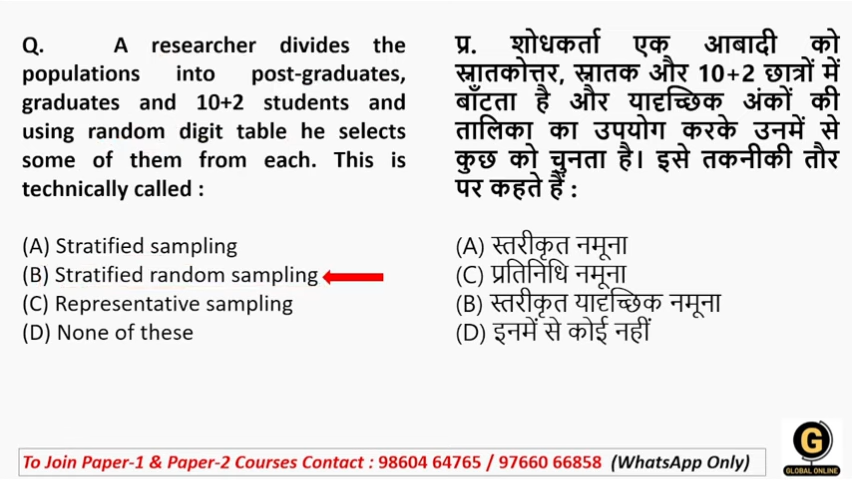 Q. A researcher divides the
populations into post-graduates,
graduates and 10+2 students and
using random digit table he selects
some of them from each. This is
technically called :
(A) Stratified sampling
(B) Stratified random sampling
(C) Representative sampling
(D) None of these
प्र. शोधकर्ता एक आबादी को
स्नातकोत्तर, स्नातक और 10+2 छात्रों में
बाँटता है और यादृच्छिक अंकों की
तालिका का उपयोग करके उनमें से
कुछ को चुनता है। इसे तकनीकी तौर
पर कहते हैं :
(A) स्तरीकृत नमूना
(C) प्रतिनिधि नमूना
(B) स्तरीकृत यादृच्छिक नमूना
(D) इनमें से कोई नहीं
To Join Paper-1 & Paper-2 Courses Contact : 98604 64765 / 97660 66858 (WhatsApp Only)
G
GLOBAL ONLINE